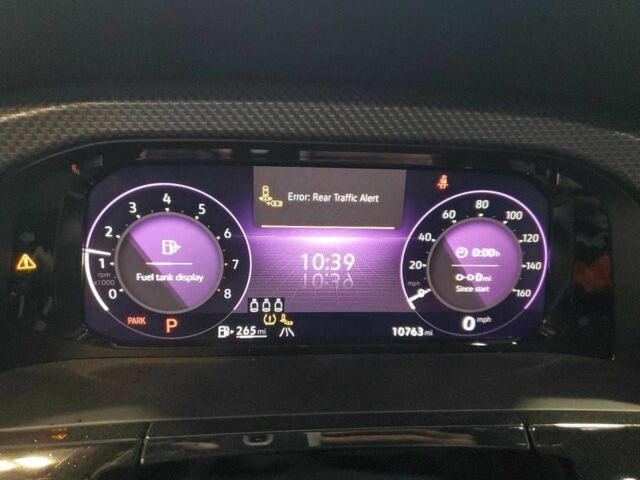 Error: Rear Traffic Alert
0 1 2 3 4 5 6 7 8
rpm
x1000
Fuel tank display
PARK P
10:39
0 20 40 60 80 100 120 140 160
mph
0:00 h
0 mi
Since start
0 mph
265 mi
10763 mi